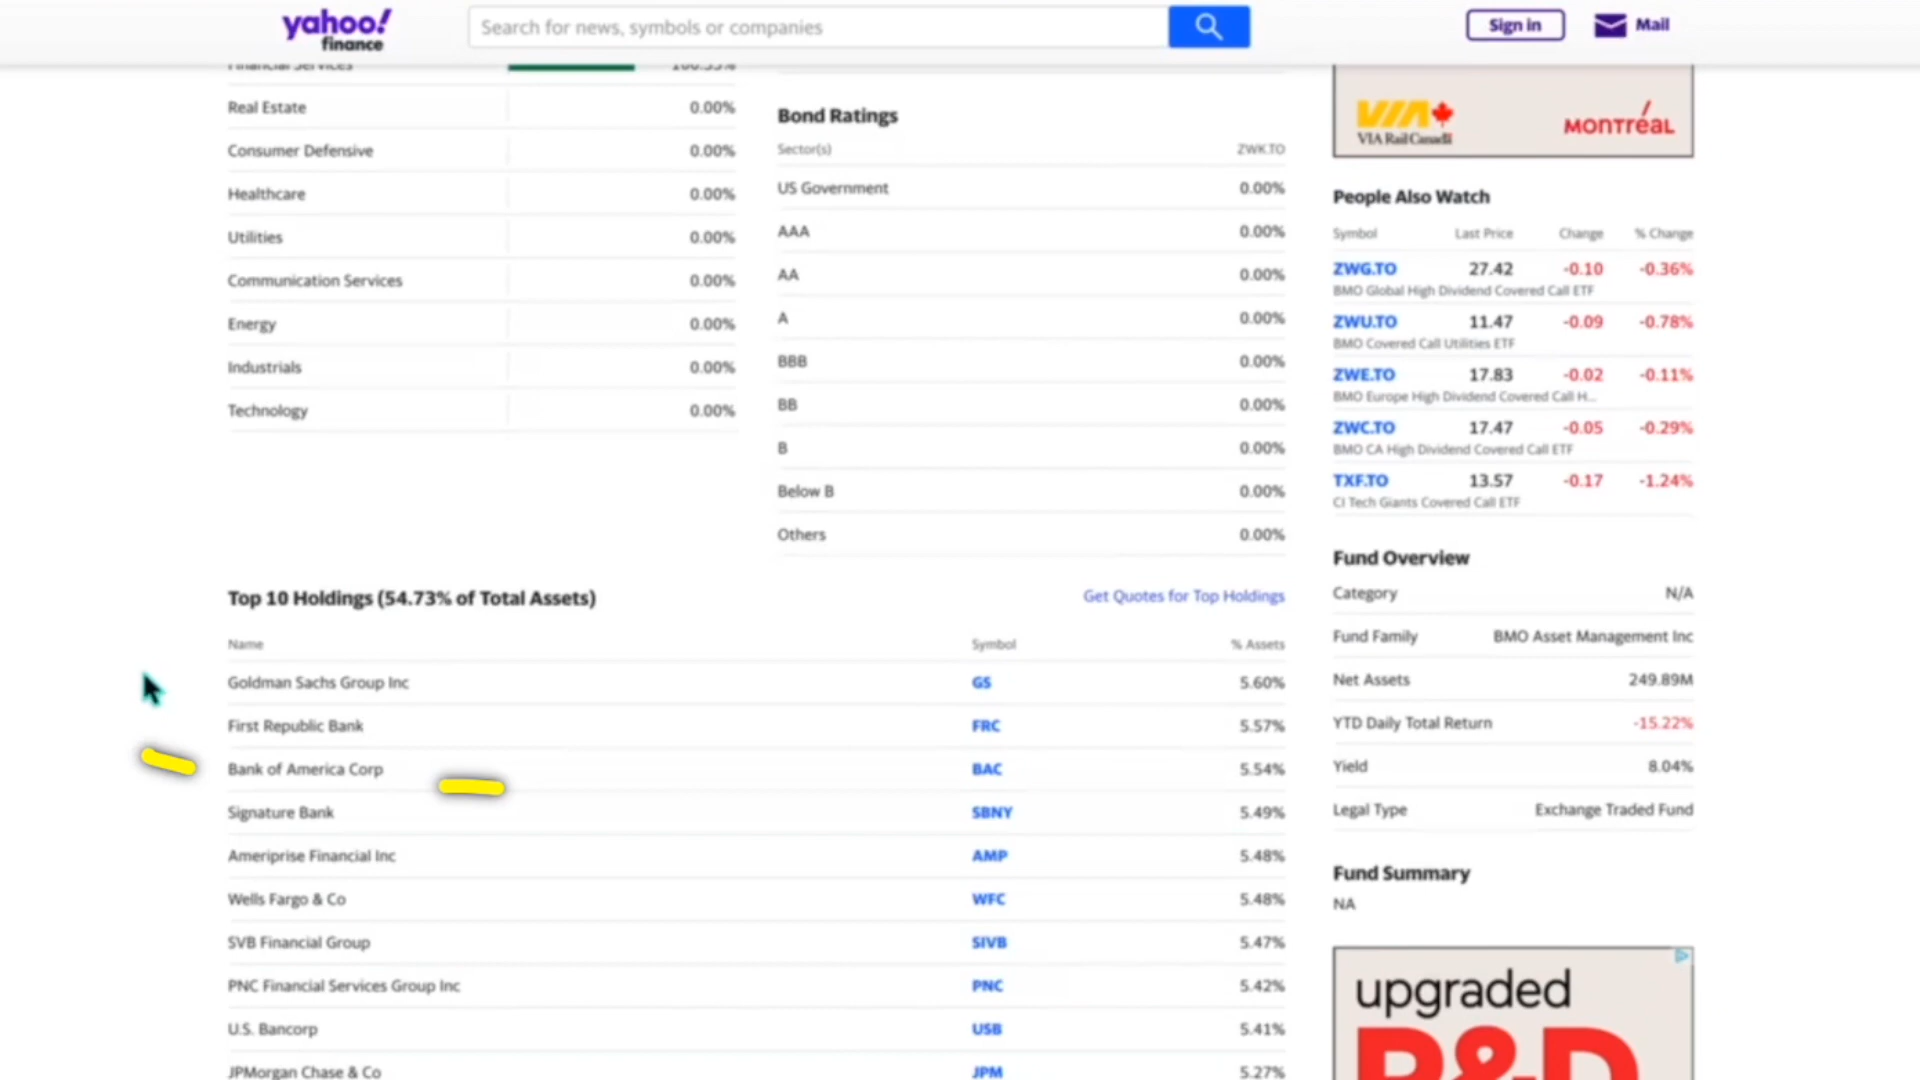 yahoo!
finance
Search for news, symbols or companies
Sign in
Mail
Financial Services
Real Estate 0.00%
Consumer Defensive 0.00%
Healthcare 0.00%
Utilities 0.00%
Communication Services 0.00%
Energy 0.00%
Industrials 0.00%
Technology 0.00%
Bond Ratings
Sector(s) ZWK.TO
US Government 0.00%
AAA 0.00%
AA 0.00%
A 0.00%
BBB 0.00%
BB 0.00%
B 0.00%
Below B 0.00%
Others 0.00%
Top 10 Holdings (54.73% of Total Assets)
Get Quotes for Top Holdings
Name Symbol % Assets
Goldman Sachs Group Inc GS 5.60%
First Republic Bank FRC 5.57%
Bank of America Corp BAC 5.54%
Signature Bank SBNY 5.49%
Ameriprise Financial Inc AMP 5.48%
Wells Fargo & Co WFC 5.48%
SVB Financial Group SIVB 5.47%
PNC Financial Services Group Inc PNC 5.42%
U.S. Bancorp USB 5.41%
JPMorgan Chase & Co JPM 5.27%
VIA
VIA Rail Canada
MONTréAL
People Also Watch
Symbol Last Price Change % Change
ZWG.TO 27.42 -0.10 -0.36%
BMO Global High Dividend Covered Call ETF
ZWU.TO 11.47 -0.09 -0.78%
BMO Covered Call Utilities ETF
ZWE.TO 17.83 -0.02 -0.11%
BMO Europe High Dividend Covered Call H...
ZWC.TO 17.47 -0.05 -0.29%
BMO CA High Dividend Covered Call ETF
TXF.TO 13.57 -0.17 -1.24%
CI Tech Giants Covered Call ETF
Fund Overview
Category N/A
Fund Family BMO Asset Management Inc
Net Assets 249.89M
YTD Daily Total Return -15.22%
Yield 8.04%
Legal Type Exchange Traded Fund
Fund Summary
NA
upgraded
R&D